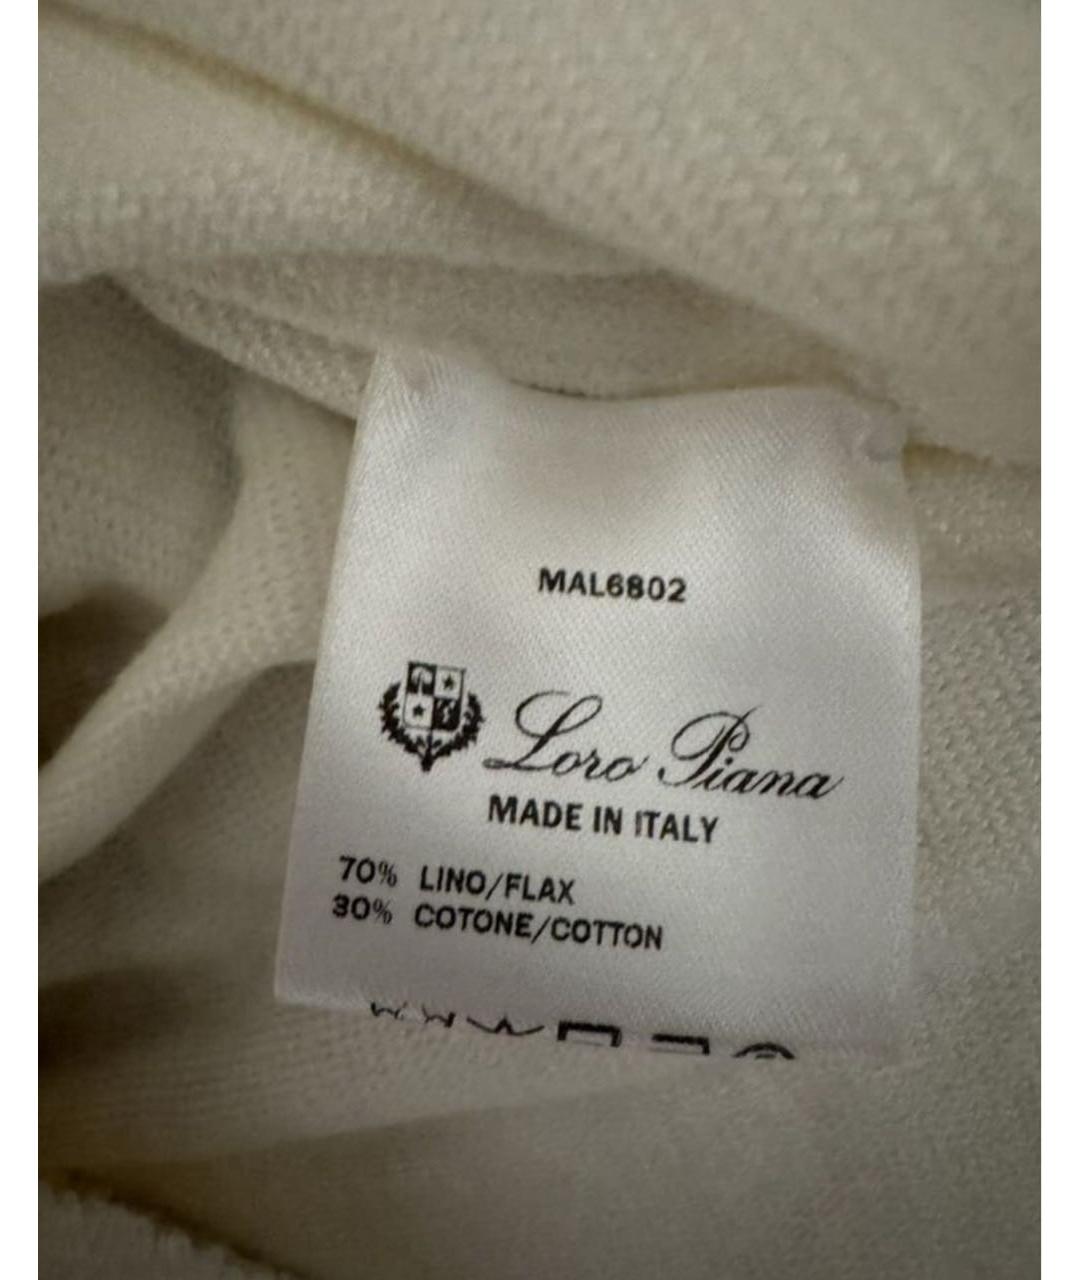 MAL6802
Loro Piana
MADE IN ITALY
70% LINO/FLAX
30% COTONE/COTTON